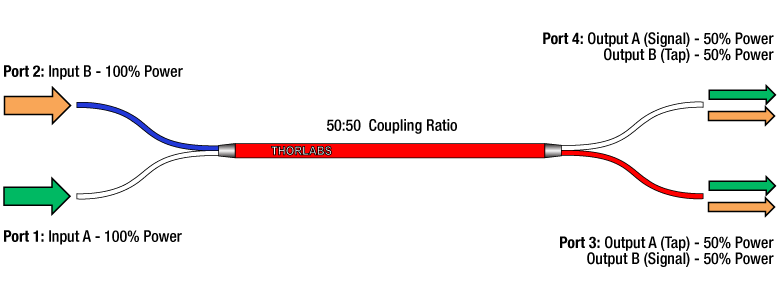 Port 4: Output A (Signal) - 50% Power
Output B (Tap) - 50% Power
Port 2: Input B - 100% Power
50:50 Coupling Ratio
THORLABS
Port 1: Input A - 100% Power
Port 3: Output A (Tap) - 50% Power
Output B (Signal) - 50% Power